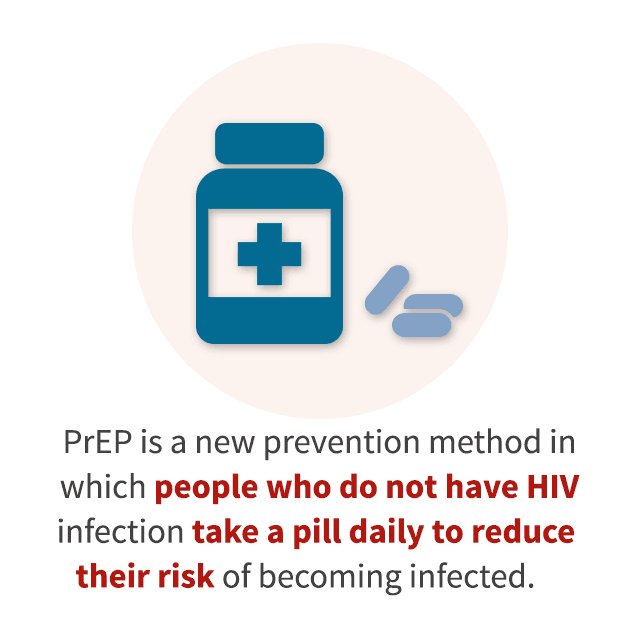 PrEP is a new prevention method in
which people who do not have HIV
infection take a pill daily to reduce
their risk of becoming infected.